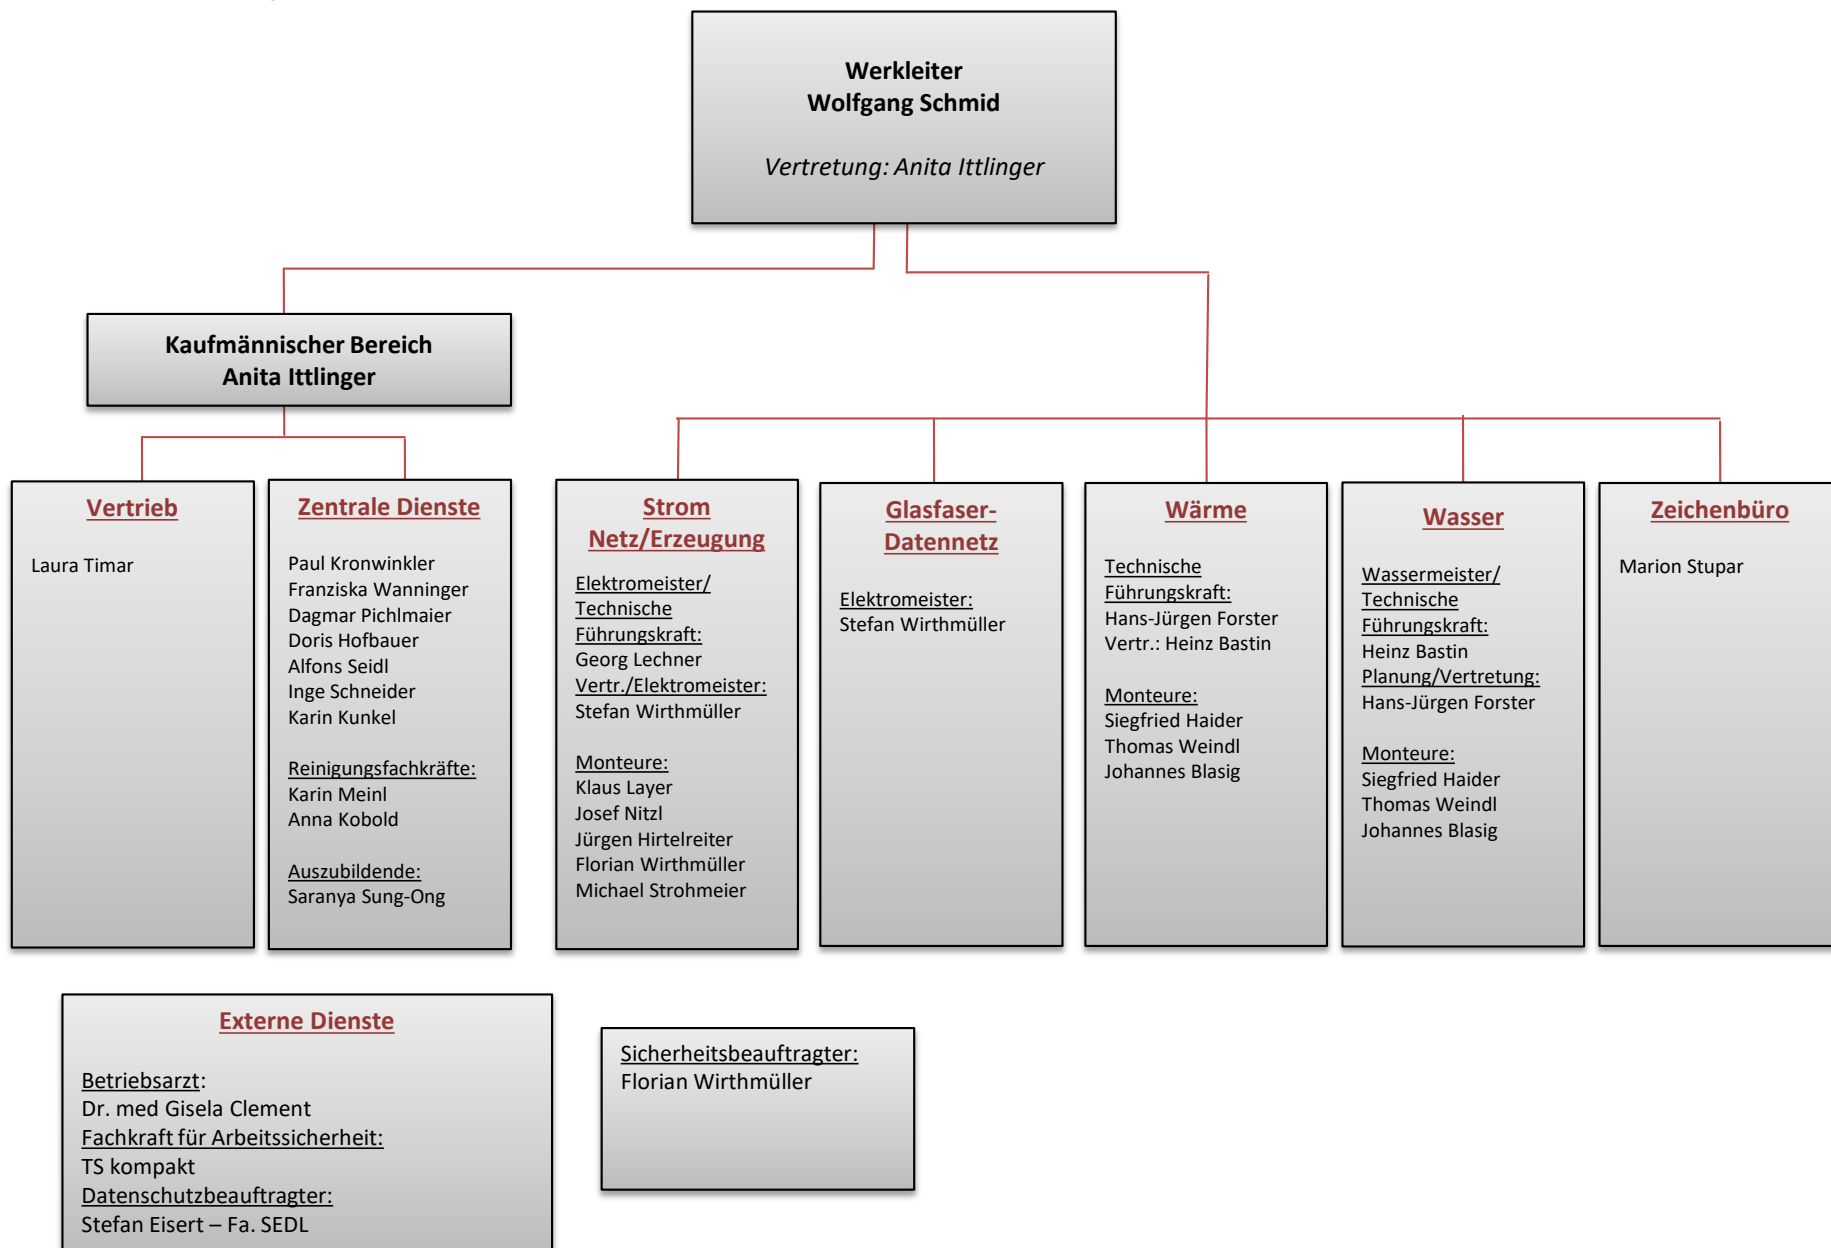 Werkleiter
Wolfgang Schmid
Vertretung: Anita Ittlinger
Kaufmännischer Bereich
Anita Ittlinger
Vertrieb
Laura Timar
Zentrale Dienste
Paul Kronwinkler
Franziska Wanninger
Dagmar Pichlmaier
Doris Hofbauer
Alfons Seidl
Inge Schneider
Karin Kunkel
Reinigungsfachkräfte:
Karin Meinl
Anna Kobold
Auszubildende:
Saranya Sung-Ong
Strom
Netz/Erzeugung
Elektromeister/
Technische
Führungskraft:
Georg Lechner
Vertr./Elektromeister:
Stefan Wirthmüller
Monteure:
Klaus Layer
Josef Nitzl
Jürgen Hirtelreiter
Florian Wirthmüller
Michael Strohmeier
Glasfaser-
Datennetz
Elektromeister:
Stefan Wirthmüller
Wärme
Technische
Führungskraft:
Hans-Jürgen Forster
Vertr.: Heinz Bastin
Monteure:
Siegfried Haider
Thomas Weindl
Johannes Blasig
Wasser
Wassermeister/
Technische
Führungskraft:
Heinz Bastin
Planung/Vertretung:
Hans-Jürgen Forster
Monteure:
Siegfried Haider
Thomas Weindl
Johannes Blasig
Zeichenbüro
Marion Stupar
Externe Dienste
Betriebsarzt:
Dr. med Gisela Clement
Fachkraft für Arbeitssicherheit:
TS kompakt
Datenschutzbeauftragter:
Stefan Eisert – Fa. SEDL
Sicherheitsbeauftragter:
Florian Wirthmüller